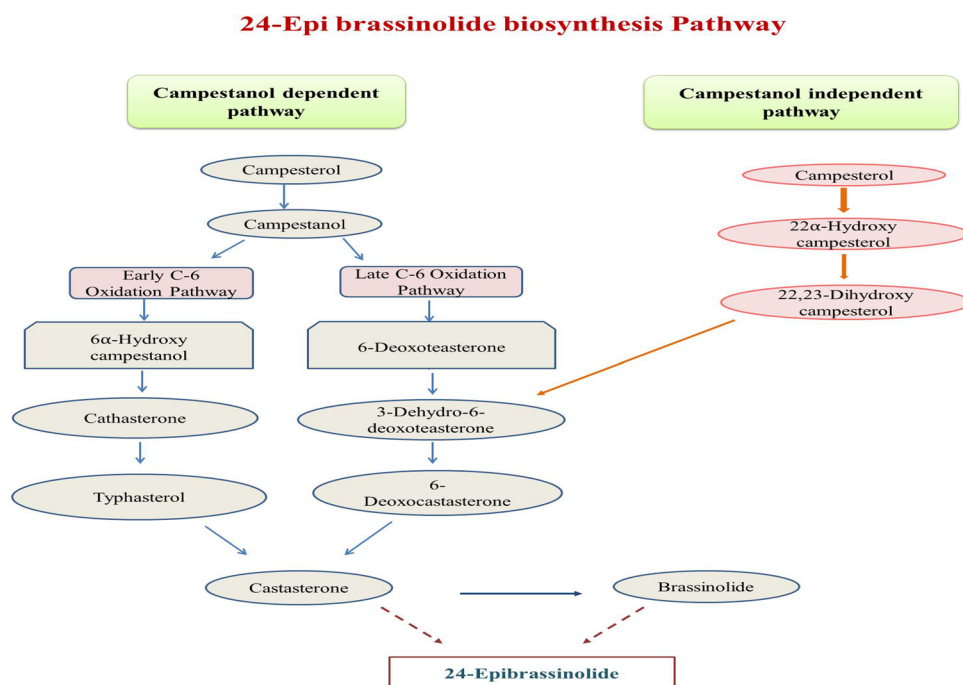 24-Epi brassinolide biosynthesis Pathway
Campestanol dependent
pathway
Campestanol independent
pathway
Campesterol
Campestanol
Early C-6
Oxidation Pathway
Late C-6 Oxidation
Pathway
6α-Hydroxy
campestanol
6-Deoxoteasterone
Cathasterone
3-Dehydro-6-
deoxoteasterone
Typhasterol
6-
Deoxocastasterone
Campesterol
22α-Hydroxy
campesterol
22,23-Dihydroxy
campesterol
Castasterone
Brassinolide
24-Epibrassinolide